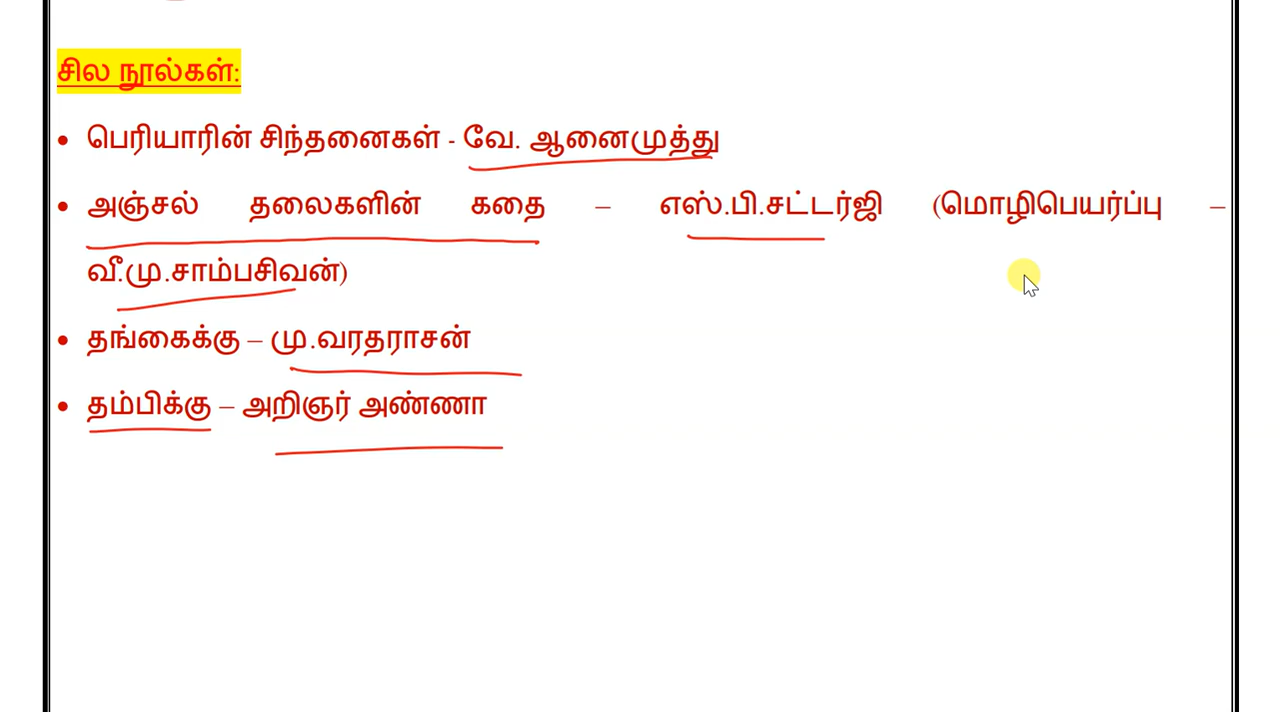 சில நூல்கள்:
• பெரியாரின் சிந்தனைகள் - வே. ஆனைமுத்து
• அஞ்சல் தலைகளின் கதை – எஸ்.பி.சட்டர்ஜி (மொழிபெயர்ப்பு –
வீ.மு.சாம்பசிவன்)
• தங்கைக்கு – மு.வரதராசன்
• தம்பிக்கு – அறிஞர் அண்ணா